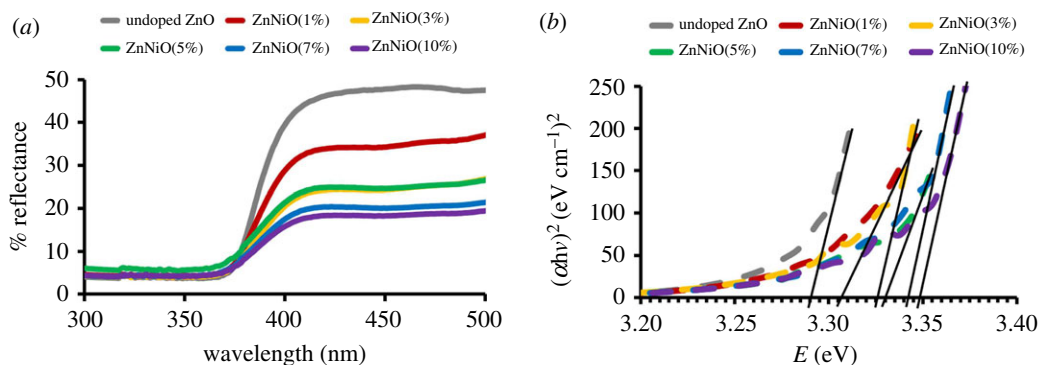 (a)
undoped ZnO ZnNiO(1%) ZnNiO(3%)
ZnNiO(5%) ZnNiO(7%) ZnNiO(10%)
50
40
30
20
10
0
% reflectance
300 350 400 450 500
wavelength (nm)
(b)
undoped ZnO ZnNiO(1%) ZnNiO(3%)
ZnNiO(5%) ZnNiO(7%) ZnNiO(10%)
250
200
150
100
50
0
(αhν)² (eV cm⁻¹)²
3.20 3.25 3.30 3.35 3.40
E (eV)